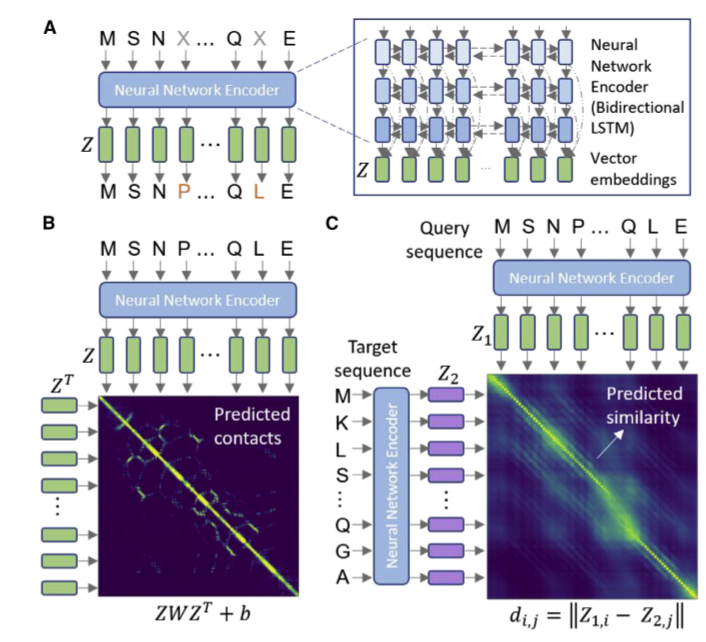 A
M S N X ... Q X E
Neural Network Encoder
Z
...
M S N P ... Q L E
Neural
Network
Encoder
(Bidirectional
LSTM)
Z
...
Vector
embeddings
B
M S N P ... Q L E
Neural Network Encoder
Z
...
Z^T
Predicted
contacts
⋮
ZWZ^T + b
C
Query
sequence
M S N P ... Q L E
Neural Network Encoder
Z_1
...
Target
sequence
Z_2
M
K
L
S
⋮
Q
G
A
Neural Network Encoder
⋮
Predicted
similarity
d_{i,j} = ‖Z_{1,i} − Z_{2,j}‖